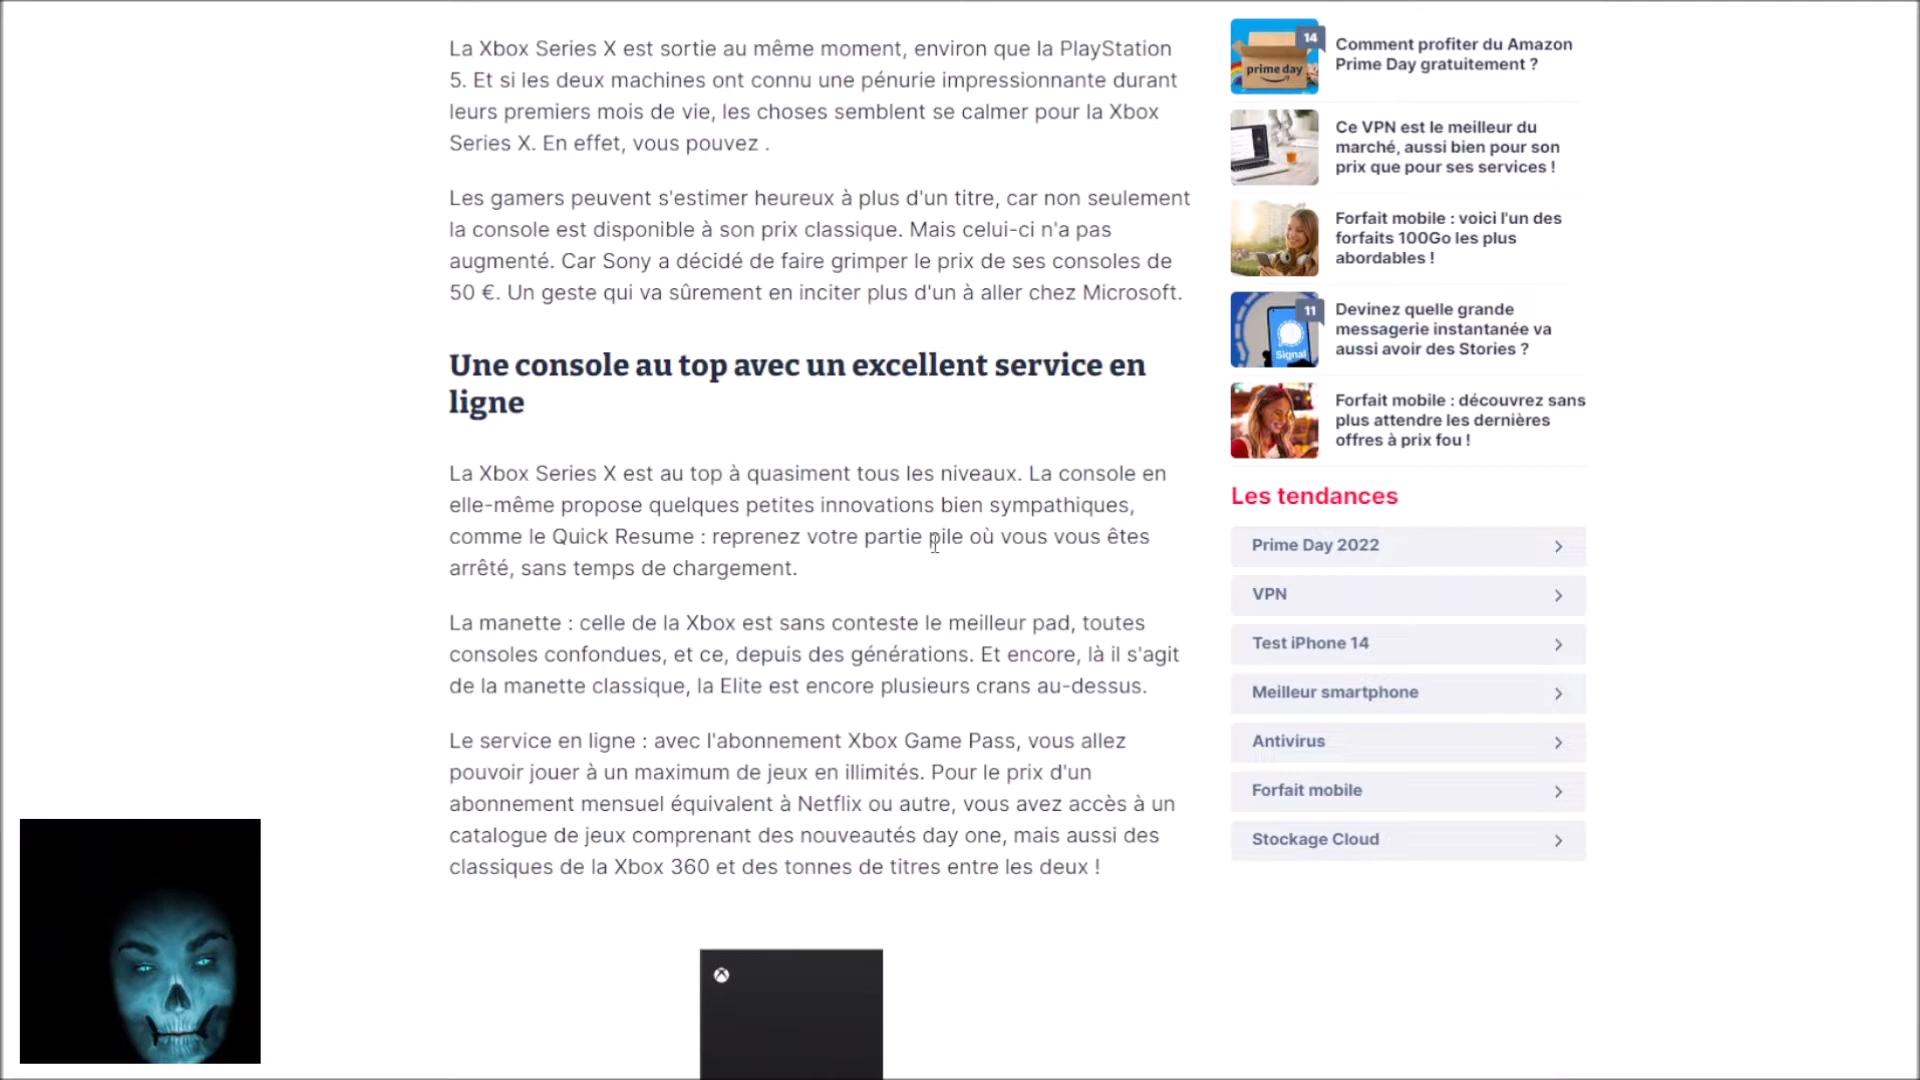 La Xbox Series X est sortie au même moment, environ que la PlayStation
5. Et si les deux machines ont connu une pénurie impressionnante durant
leurs premiers mois de vie, les choses semblent se calmer pour la Xbox
Series X. En effet, vous pouvez .
Les gamers peuvent s'estimer heureux à plus d'un titre, car non seulement
la console est disponible à son prix classique. Mais celui-ci n'a pas
augmenté. Car Sony a décidé de faire grimper le prix de ses consoles de
50 €. Un geste qui va sûrement en inciter plus d'un à aller chez Microsoft.
Une console au top avec un excellent service en
ligne
La Xbox Series X est au top à quasiment tous les niveaux. La console en
elle-même propose quelques petites innovations bien sympathiques,
comme le Quick Resume : reprenez votre partie pile où vous vous êtes
arrêté, sans temps de chargement.
La manette : celle de la Xbox est sans conteste le meilleur pad, toutes
consoles confondues, et ce, depuis des générations. Et encore, là il s'agit
de la manette classique, la Elite est encore plusieurs crans au-dessus.
Le service en ligne : avec l'abonnement Xbox Game Pass, vous allez
pouvoir jouer à un maximum de jeux en illimités. Pour le prix d'un
abonnement mensuel équivalent à Netflix ou autre, vous avez accès à un
catalogue de jeux comprenant des nouveautés day one, mais aussi des
classiques de la Xbox 360 et des tonnes de titres entre les deux !
14
prime day
Comment profiter du Amazon
Prime Day gratuitement ?
Ce VPN est le meilleur du
marché, aussi bien pour son
prix que pour ses services !
Forfait mobile : voici l'un des
forfaits 100Go les plus
abordables !
11
Signal
Devinez quelle grande
messagerie instantanée va
aussi avoir des Stories ?
Forfait mobile : découvrez sans
plus attendre les dernières
offres à prix fou !
Les tendances
Prime Day 2022
VPN
Test iPhone 14
Meilleur smartphone
Antivirus
Forfait mobile
Stockage Cloud